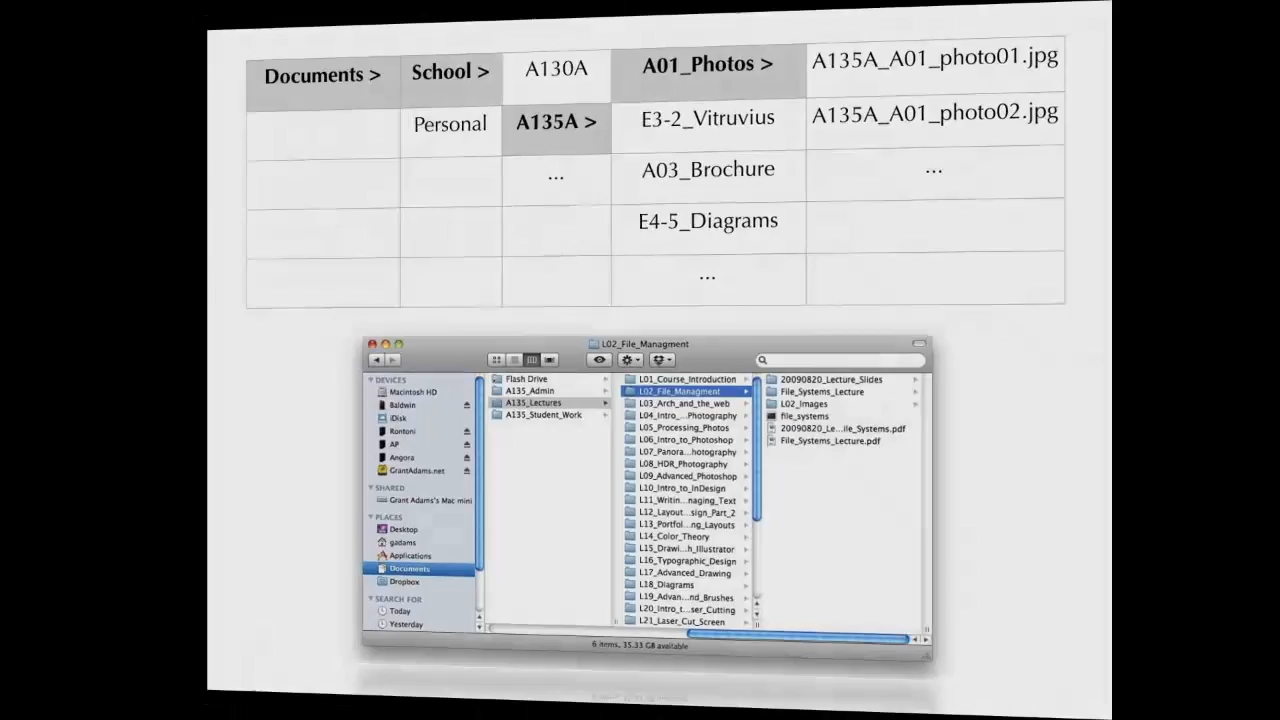 Documents > School > A130A A01_Photos > A135A_A01_photo01.jpg
Personal A135A > E3-2_Vitruvius A135A_A01_photo02.jpg
... A03_Brochure ...
E4-5_Diagrams
...
L02_File_Managment
DEVICES
Macintosh HD
Baldwin
iDisk
Rontoni
AP
Angora
GrantAdams.net
SHARED
Grant Adams's Mac mini
PLACES
Desktop
gadams
Applications
Documents
Dropbox
SEARCH FOR
Today
Yesterday
Flash Drive
A135_Admin
A135_Lectures
A135_Student_Work
L01_Course_Introduction
L02_File_Managment
L03_Arch_and_the_web
L04_Intro_...Photography
L05_Processing_Photos
L06_Intro_to_Photoshop
L07_Panora...hotography
L08_HDR_Photography
L09_Advanced_Photoshop
L10_Intro_to_InDesign
L11_Writin...naging_Text
L12_Layout...sign_Part_2
L13_Portfol...ng_Layouts
L14_Color_Theory
L15_Drawi...h_Illustrator
L16_Typographic_Design
L17_Advanced_Drawing
L18_Diagrams
L19_Advan...nd_Brushes
L20_Intro_t...ser_Cutting
L21_Laser_Cut_Screen
20090820_Lecture_Slides
File_Systems_Lecture
L02_Images
file_systems
20090820_Le...ile_Systems.pdf
File_Systems_Lecture.pdf
6 items, 35.33 GB available